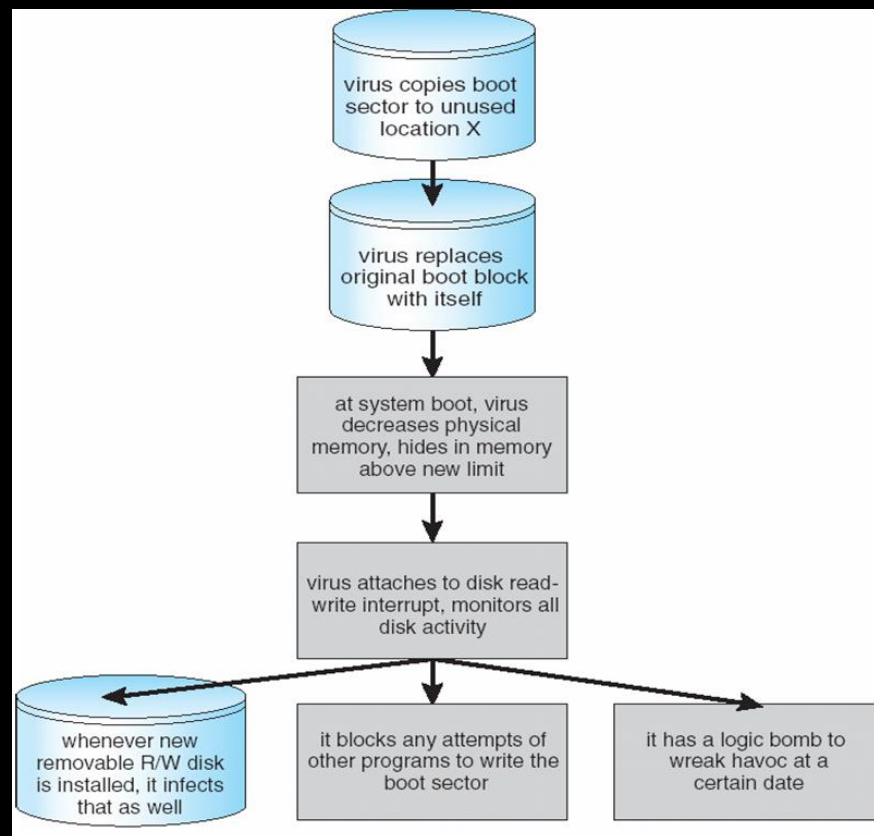 virus copies boot
sector to unused
location X
virus replaces
original boot block
with itself
at system boot, virus
decreases physical
memory, hides in memory
above new limit
virus attaches to disk read-
write interrupt, monitors all
disk activity
whenever new
removable R/W disk
is installed, it infects
that as well
it blocks any attempts of
other programs to write the
boot sector
it has a logic bomb to
wreak havoc at a
certain date